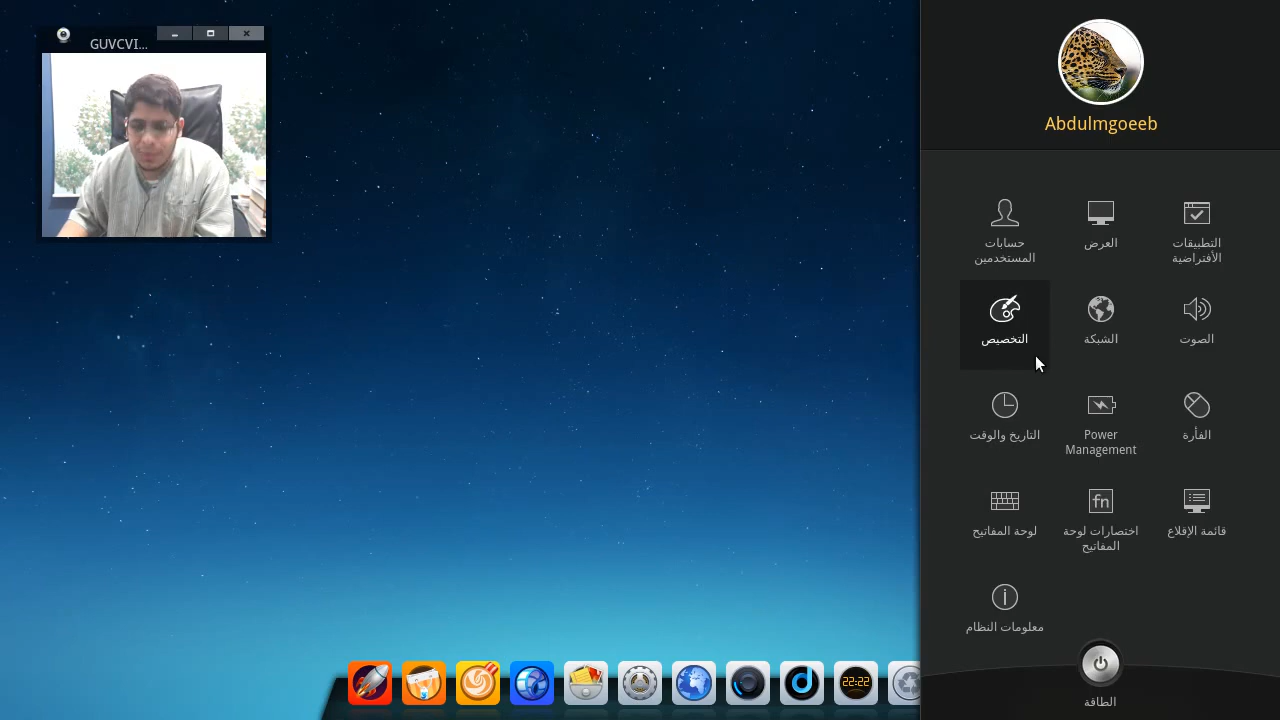 GUVCVI...
Abdulmgoeeb
حسابات
المستخدمين
العرض
التطبيقات
الأفتراضية
التخصيص
الشبكة
الصوت
التاريخ والوقت
Power
Management
الفأرة
fn
لوحة المفاتيح
اختصارات لوحة
المفاتيح
قائمة الإقلاع
معلومات النظام
22:22
الطاقة